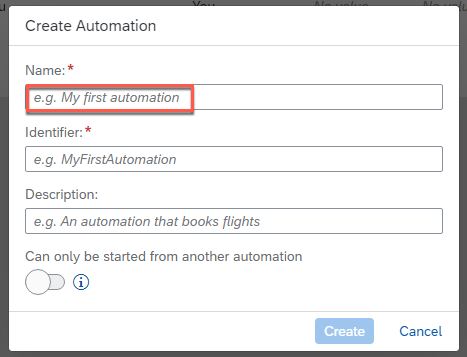 You No value No value
Create Automation
Name:*
e.g. My first automation
Identifier:*
e.g. MyFirstAutomation
Description:
e.g. An automation that books flights
Can only be started from another automation
Create Cancel